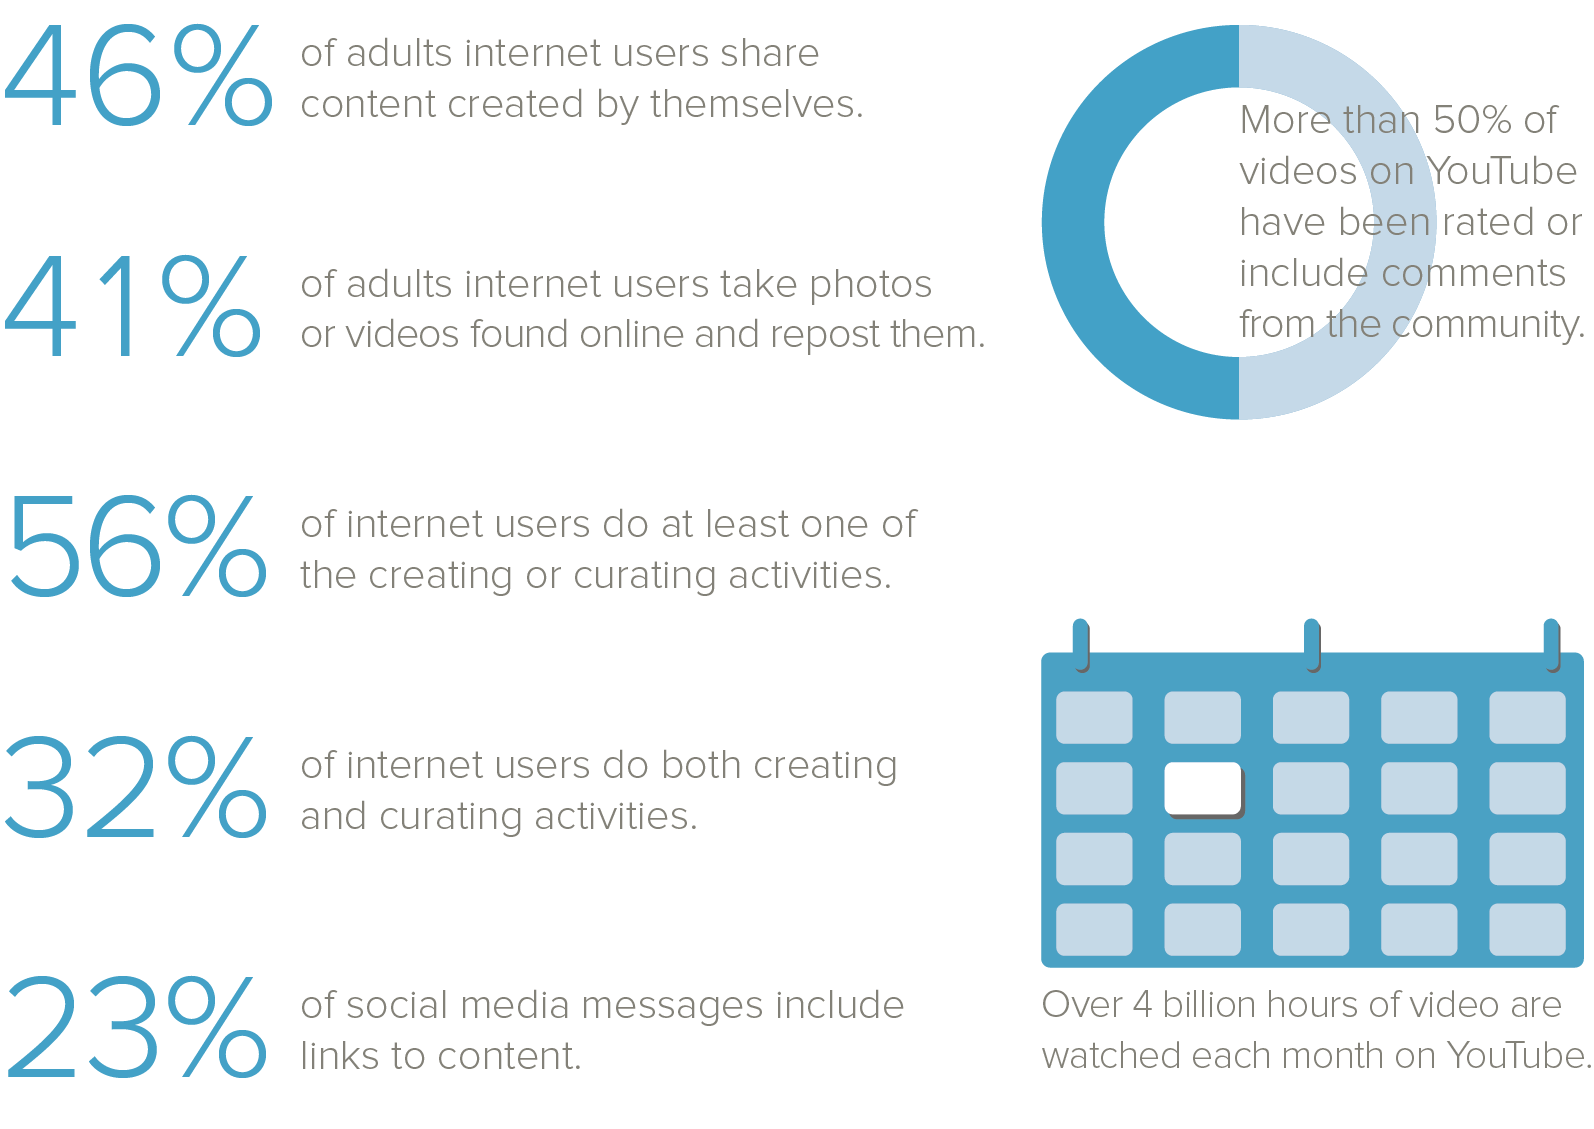 46%
of adults internet users share
content created by themselves.
41%
of adults internet users take photos
or videos found online and repost them.
56%
of internet users do at least one of
the creating or curating activities.
32%
of internet users do both creating
and curating activities.
23%
of social media messages include
links to content.
More than 50% of
videos on YouTube
have been rated or
include comments
from the community.
Over 4 billion hours of video are
watched each month on YouTube.